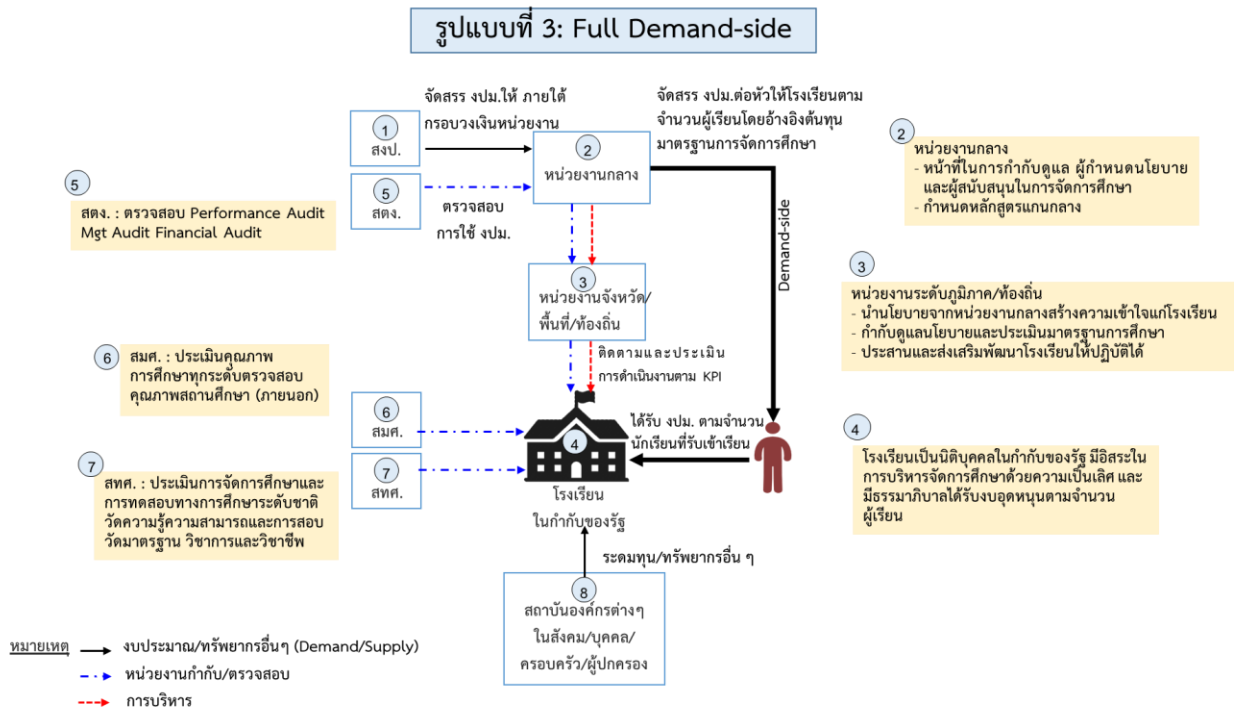 รูปแบบที่ 3: Full Demand-side
จัดสรร งปม.ให้ ภายใต้
กรอบวงเงินหน่วยงาน
จัดสรร งปม.ต่อหัวให้โรงเรียนตาม
จำนวนผู้เรียนโดยอ้างอิงต้นทุน
มาตรฐานการจัดการศึกษา
1
สงป.
2
หน่วยงานกลาง
5
สตง.
ตรวจสอบ
การใช้ งปม.
5
สตง. : ตรวจสอบ Performance Audit
Mgt Audit Financial Audit
2
หน่วยงานกลาง
- หน้าที่ในการกำกับดูแล ผู้กำหนดนโยบาย
และผู้สนับสนุนในการจัดการศึกษา
- กำหนดหลักสูตรแกนกลาง
Demand-side
3
หน่วยงานจังหวัด/
พื้นที่/ท้องถิ่น
3
หน่วยงานระดับภูมิภาค/ท้องถิ่น
- นำนโยบายจากหน่วยงานกลางสร้างความเข้าใจแก่โรงเรียน
- กำกับดูแลนโยบายและประเมินมาตรฐานการศึกษา
- ประสานและส่งเสริมพัฒนาโรงเรียนให้ปฏิบัติได้
ติดตามและประเมิน
การดำเนินงานตาม KPI
6
สมศ. : ประเมินคุณภาพ
การศึกษาทุกระดับตรวจสอบ
คุณภาพสถานศึกษา (ภายนอก)
6
สมศ.
7
สทศ.
4
โรงเรียน
ในกำกับของรัฐ
ได้รับ งปม. ตามจำนวน
นักเรียนที่รับเข้าเรียน
4
โรงเรียนเป็นนิติบุคคลในกำกับของรัฐ มีอิสระใน
การบริหารจัดการศึกษาด้วยความเป็นเลิศ และ
มีธรรมาภิบาลได้รับงบอุดหนุนตามจำนวน
ผู้เรียน
7
สทศ. : ประเมินการจัดการศึกษาและ
การทดสอบทางการศึกษาระดับชาติ
วัดความรู้ความสามารถและการสอบ
วัดมาตรฐาน วิชาการและวิชาชีพ
ระดมทุน/ทรัพยากรอื่น ๆ
8
สถาบันองค์กรต่างๆ
ในสังคม/บุคคล/
ครอบครัว/ผู้ปกครอง
หมายเหตุ
งบประมาณ/ทรัพยากรอื่นๆ (Demand/Supply)
หน่วยงานกำกับ/ตรวจสอบ
การบริหาร